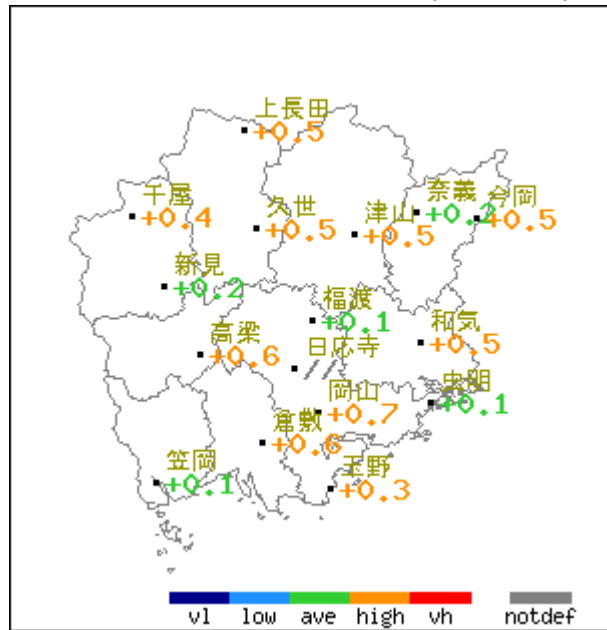 上長田
+0.5
千屋
+0.4
久世
+0.5
津山
+0.5
奈義
+0.2
今岡
+0.5
新見
+0.2
福渡
+0.1
和気
+0.5
高梁
+0.6
日応寺
//
岡山
+0.7
虫明
+0.1
倉敷
+0.6
笠岡
+0.1
玉野
+0.3
vl low ave high vh notdef